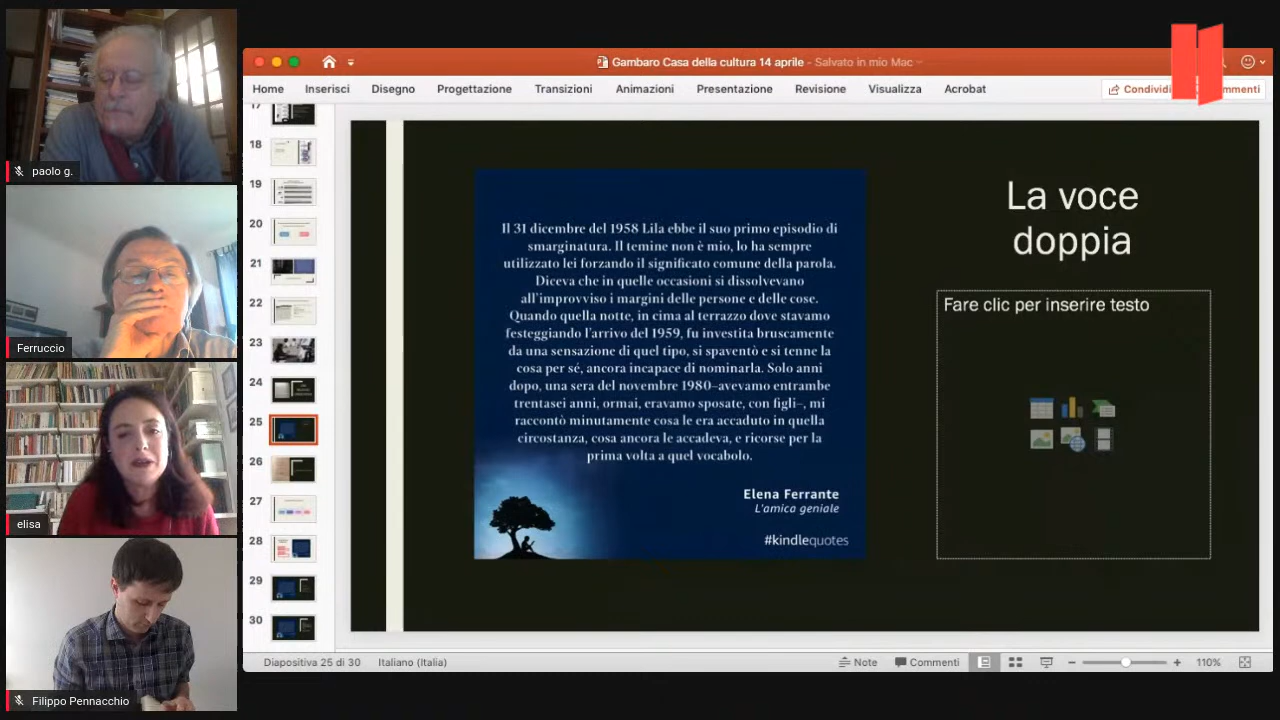 paolo g.
Ferruccio
elisa
Filippo Pennacchio
Gambaro Casa della cultura 14 aprile - Salvato in mio Mac
Home Inserisci Disegno Progettazione Transizioni Animazioni Presentazione Revisione Visualizza Acrobat Condividi
17
18
19
20
21
22
23
24
25
26
27
28
29
30
Il 31 dicembre del 1958 Lila ebbe il suo primo episodio di
smarginatura. Il temine non è mio, lo ha sempre
utilizzato lei forzando il significato comune della parola.
Diceva che in quelle occasioni si dissolvevano
all'improvviso i margini delle persone e delle cose.
Quando quella notte, in cima al terrazzo dove stavamo
festeggiando l'arrivo del 1959, fu investita bruscamente
da una sensazione di quel tipo, si spaventò e si tenne la
cosa per sé, ancora incapace di nominarla. Solo anni
dopo, una sera del novembre 1980–avevamo entrambe
trentasei anni, ormai, eravamo sposate, con figli–, mi
raccontò minutamente cosa le era accaduto in quella
circostanza, cosa ancora le accadeva, e ricorse per la
prima volta a quel vocabolo.
Elena Ferrante
L'amica geniale
#kindlequotes
La voce
doppia
Fare clic per inserire testo
Diapositiva 25 di 30 Italiano (Italia) Note Commenti 110%